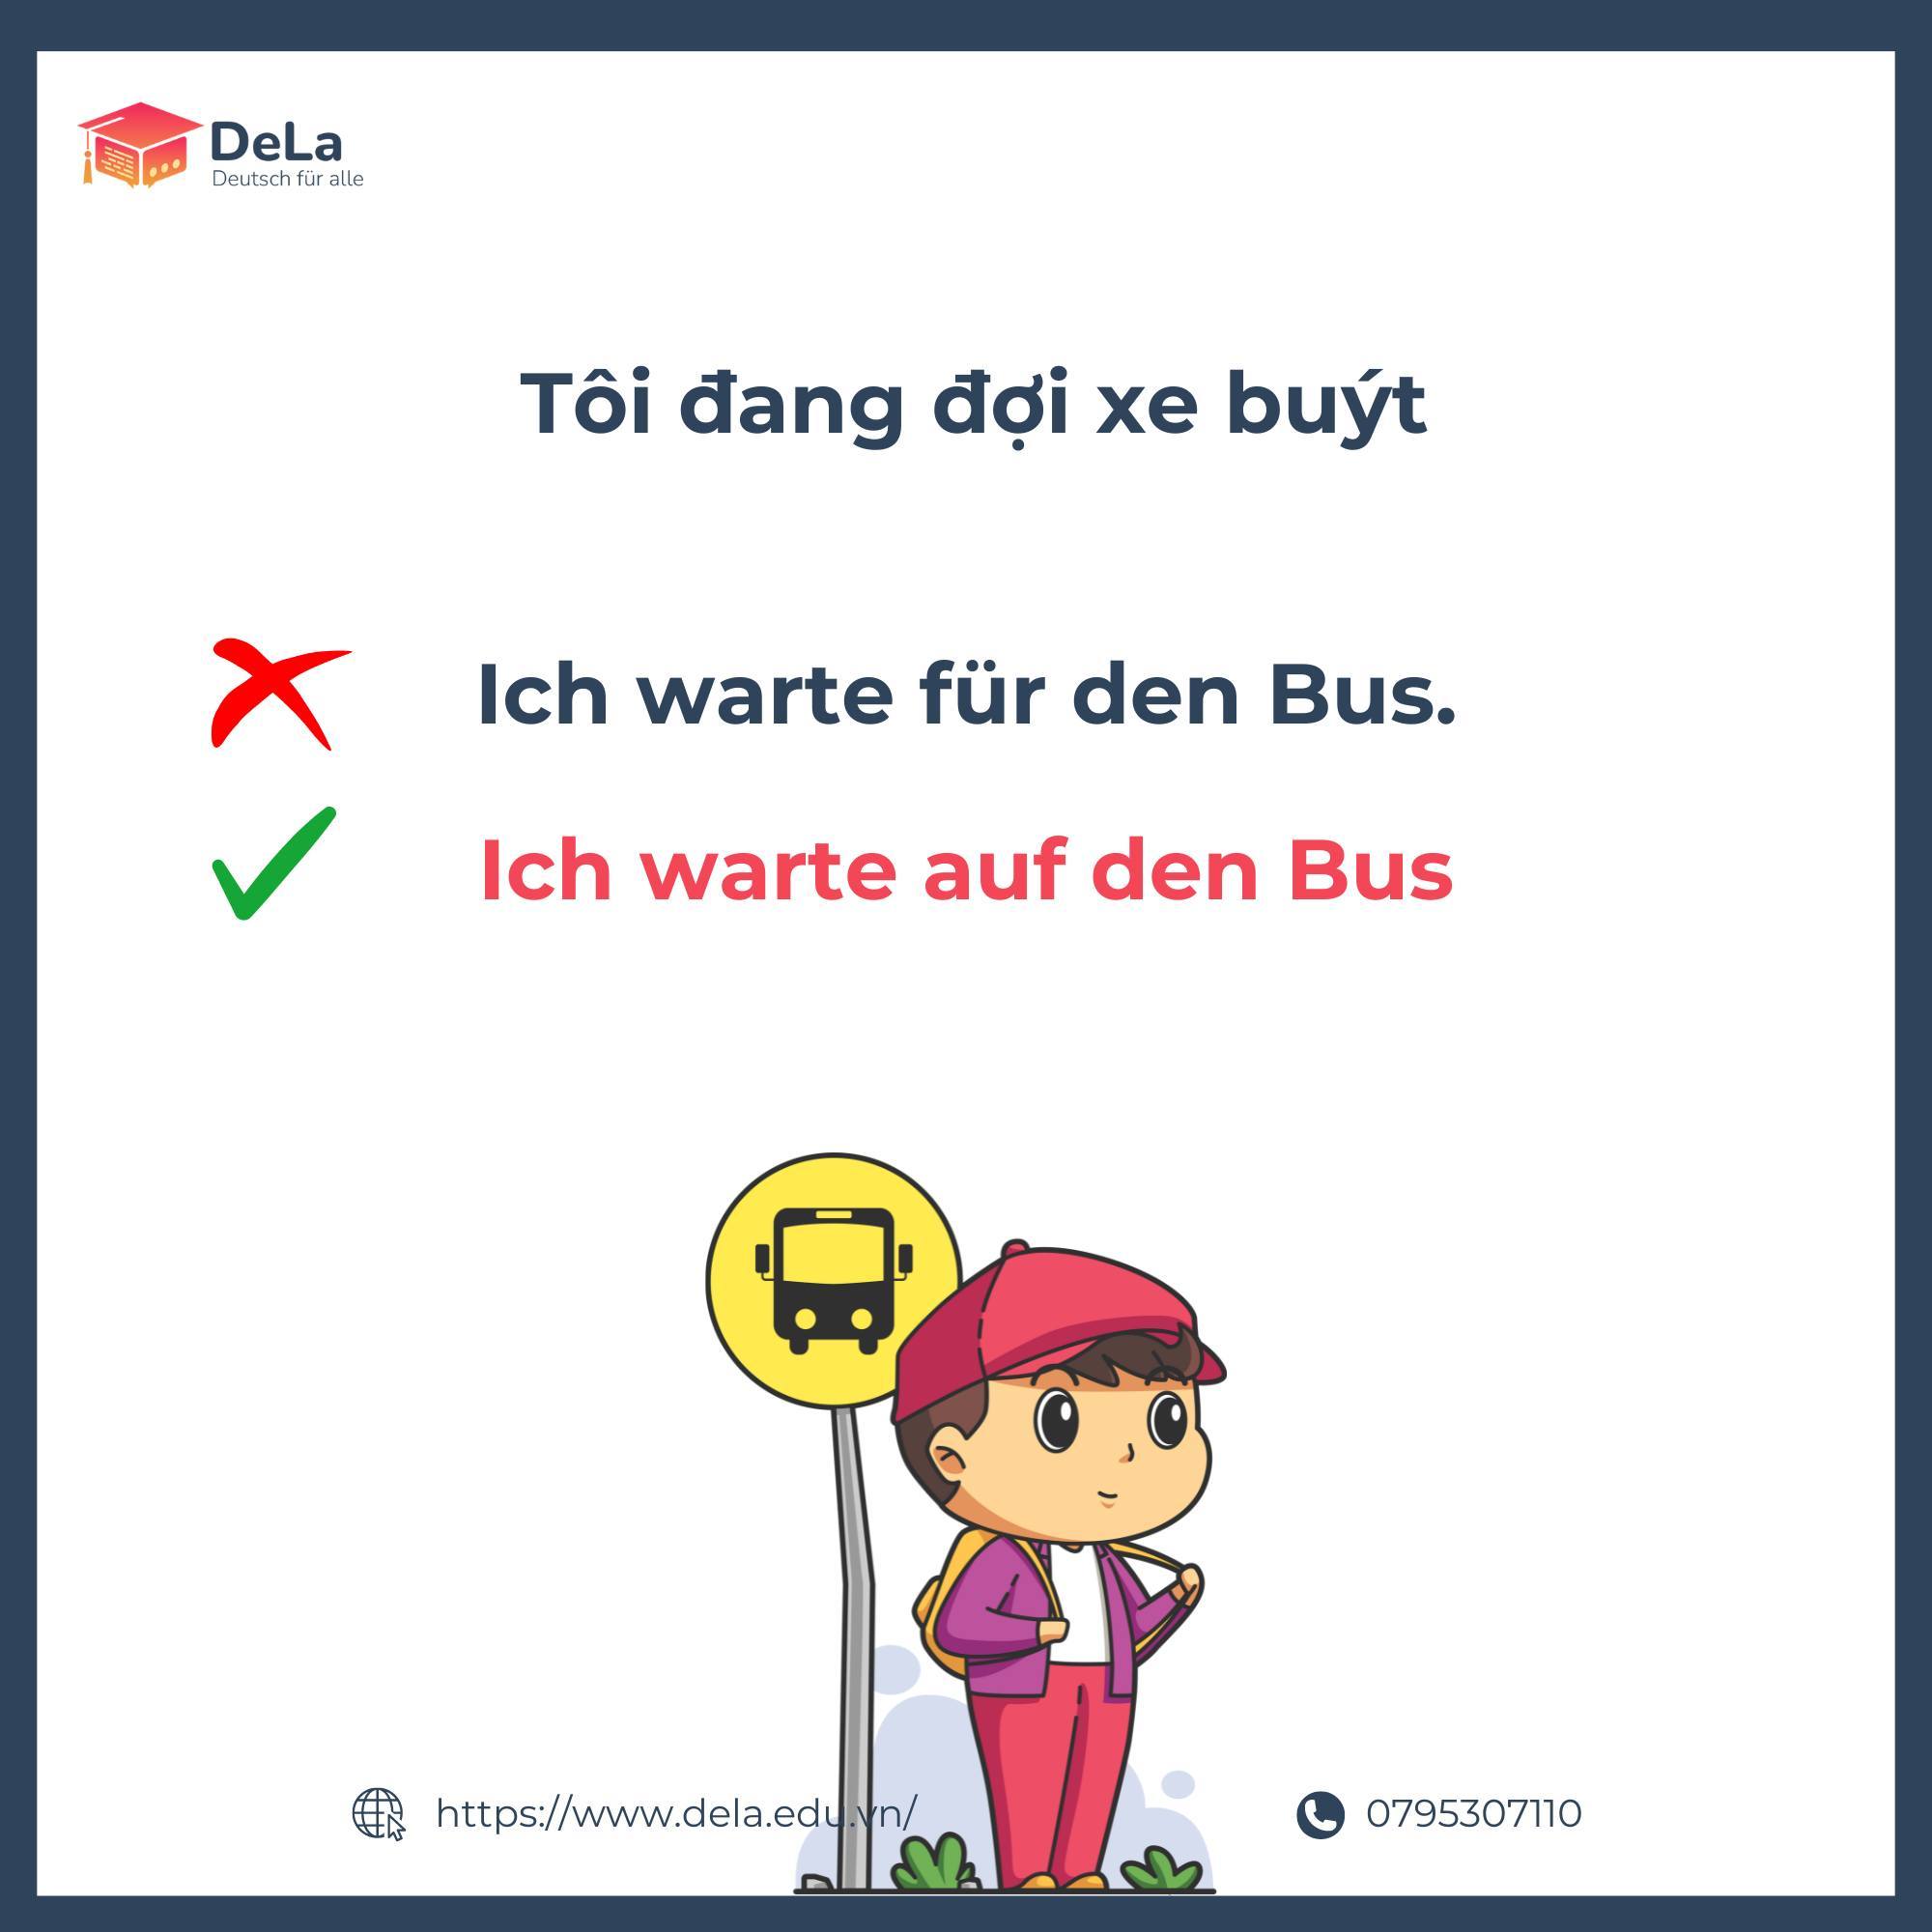 DeLa
Deutsch für alle
Tôi đang đợi xe buýt
Ich warte für den Bus.
Ich warte auf den Bus
https://www.dela.edu.vn/
0795307110